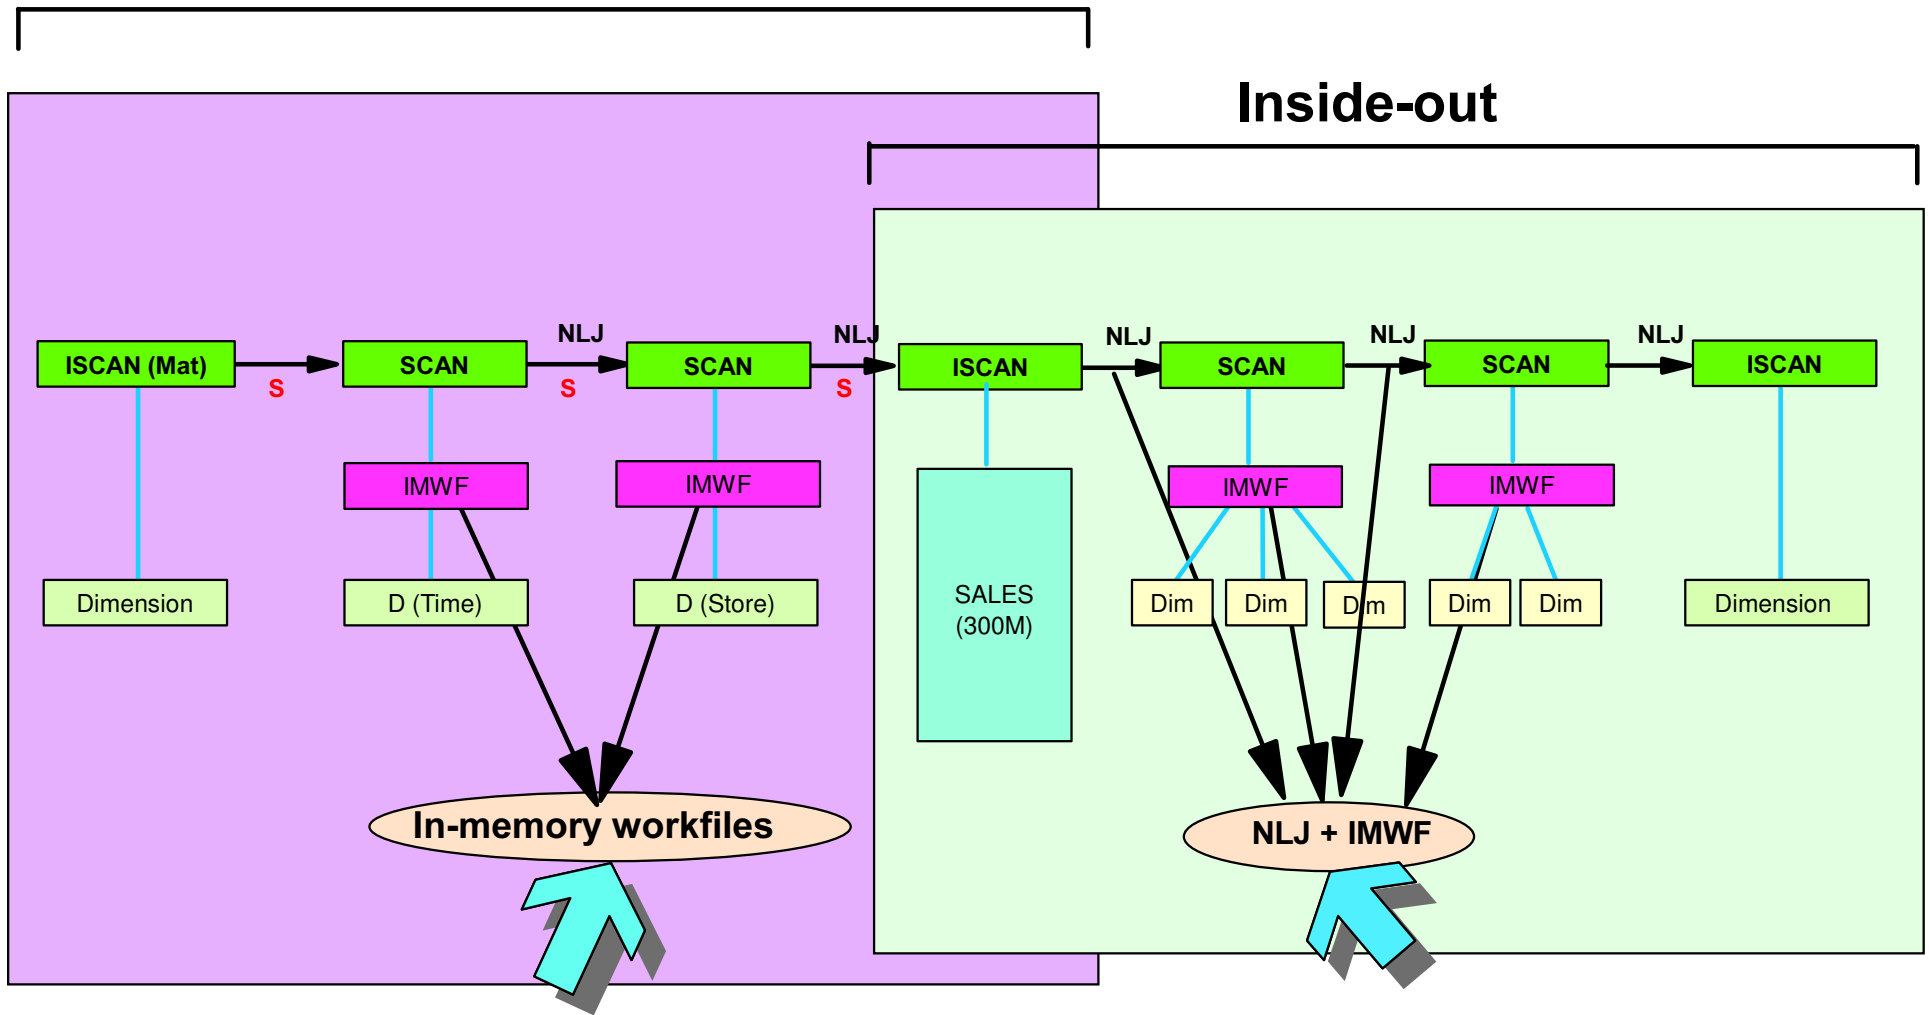 Inside-out
NLJ
NLJ
NLJ
NLJ
NLJ
ISCAN (Mat)
SCAN
SCAN
ISCAN
SCAN
SCAN
ISCAN
S
S
S
IMWF
IMWF
IMWF
IMWF
Dimension
D (Time)
D (Store)
SALES
(300M)
Dim
Dim
Dim
Dim
Dim
Dimension
In-memory workfiles
NLJ + IMWF